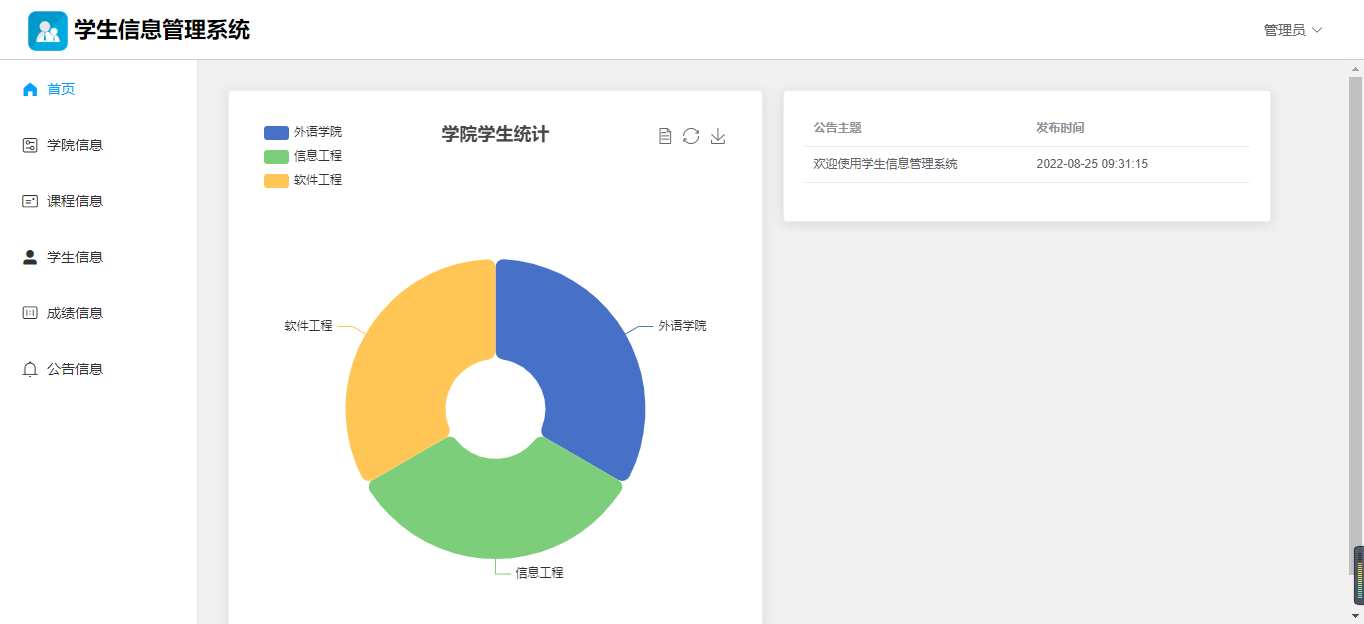 学生信息管理系统
管理员
首页
学院信息
课程信息
学生信息
成绩信息
公告信息
外语学院
信息工程
软件工程
学院学生统计
软件工程
外语学院
信息工程
公告主题 发布时间
欢迎使用学生信息管理系统 2022-08-25 09:31:15